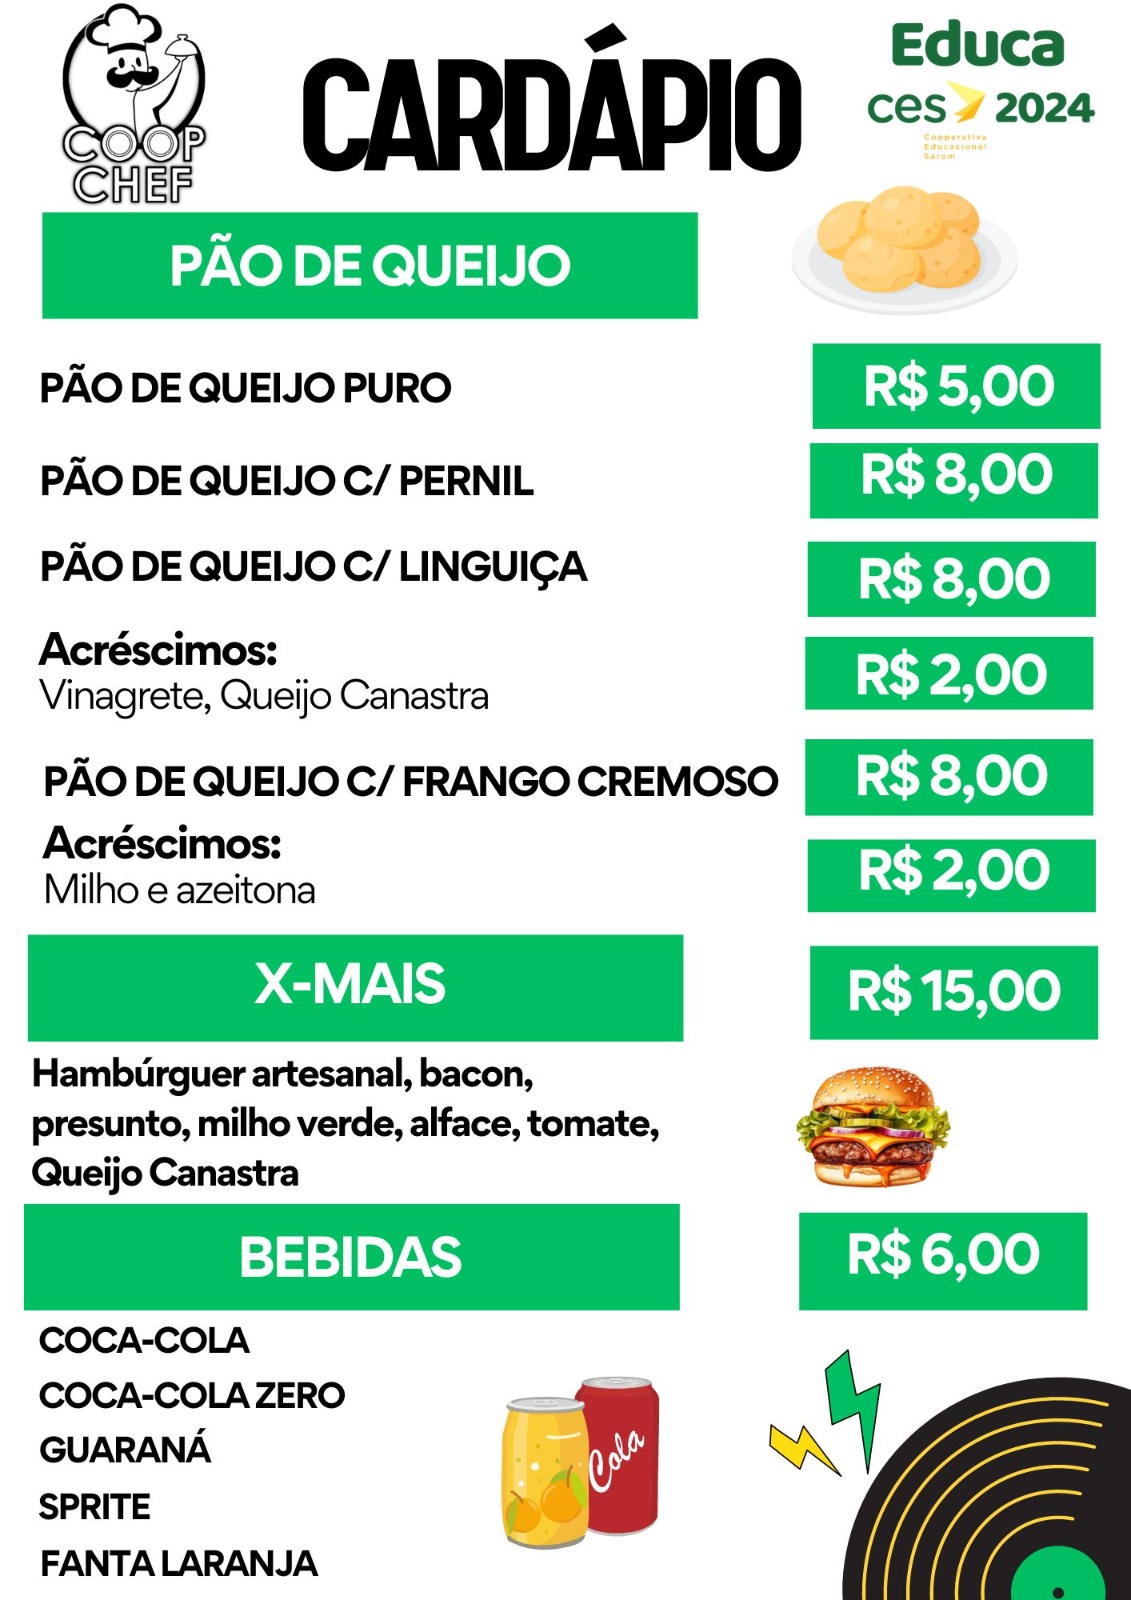 COOP
CHEF
CARDÁPIO
Educa
ces 2024
Cooperativa
Educacional
Sarom
PÃO DE QUEIJO
PÃO DE QUEIJO PURO R$ 5,00
PÃO DE QUEIJO C/ PERNIL R$ 8,00
PÃO DE QUEIJO C/ LINGUIÇA R$ 8,00
Acréscimos:
Vinagrete, Queijo Canastra R$ 2,00
PÃO DE QUEIJO C/ FRANGO CREMOSO R$ 8,00
Acréscimos:
Milho e azeitona R$ 2,00
X-MAIS R$ 15,00
Hambúrguer artesanal, bacon,
presunto, milho verde, alface, tomate,
Queijo Canastra
BEBIDAS R$ 6,00
COCA-COLA
COCA-COLA ZERO
GUARANÁ
SPRITE
FANTA LARANJA
Cola